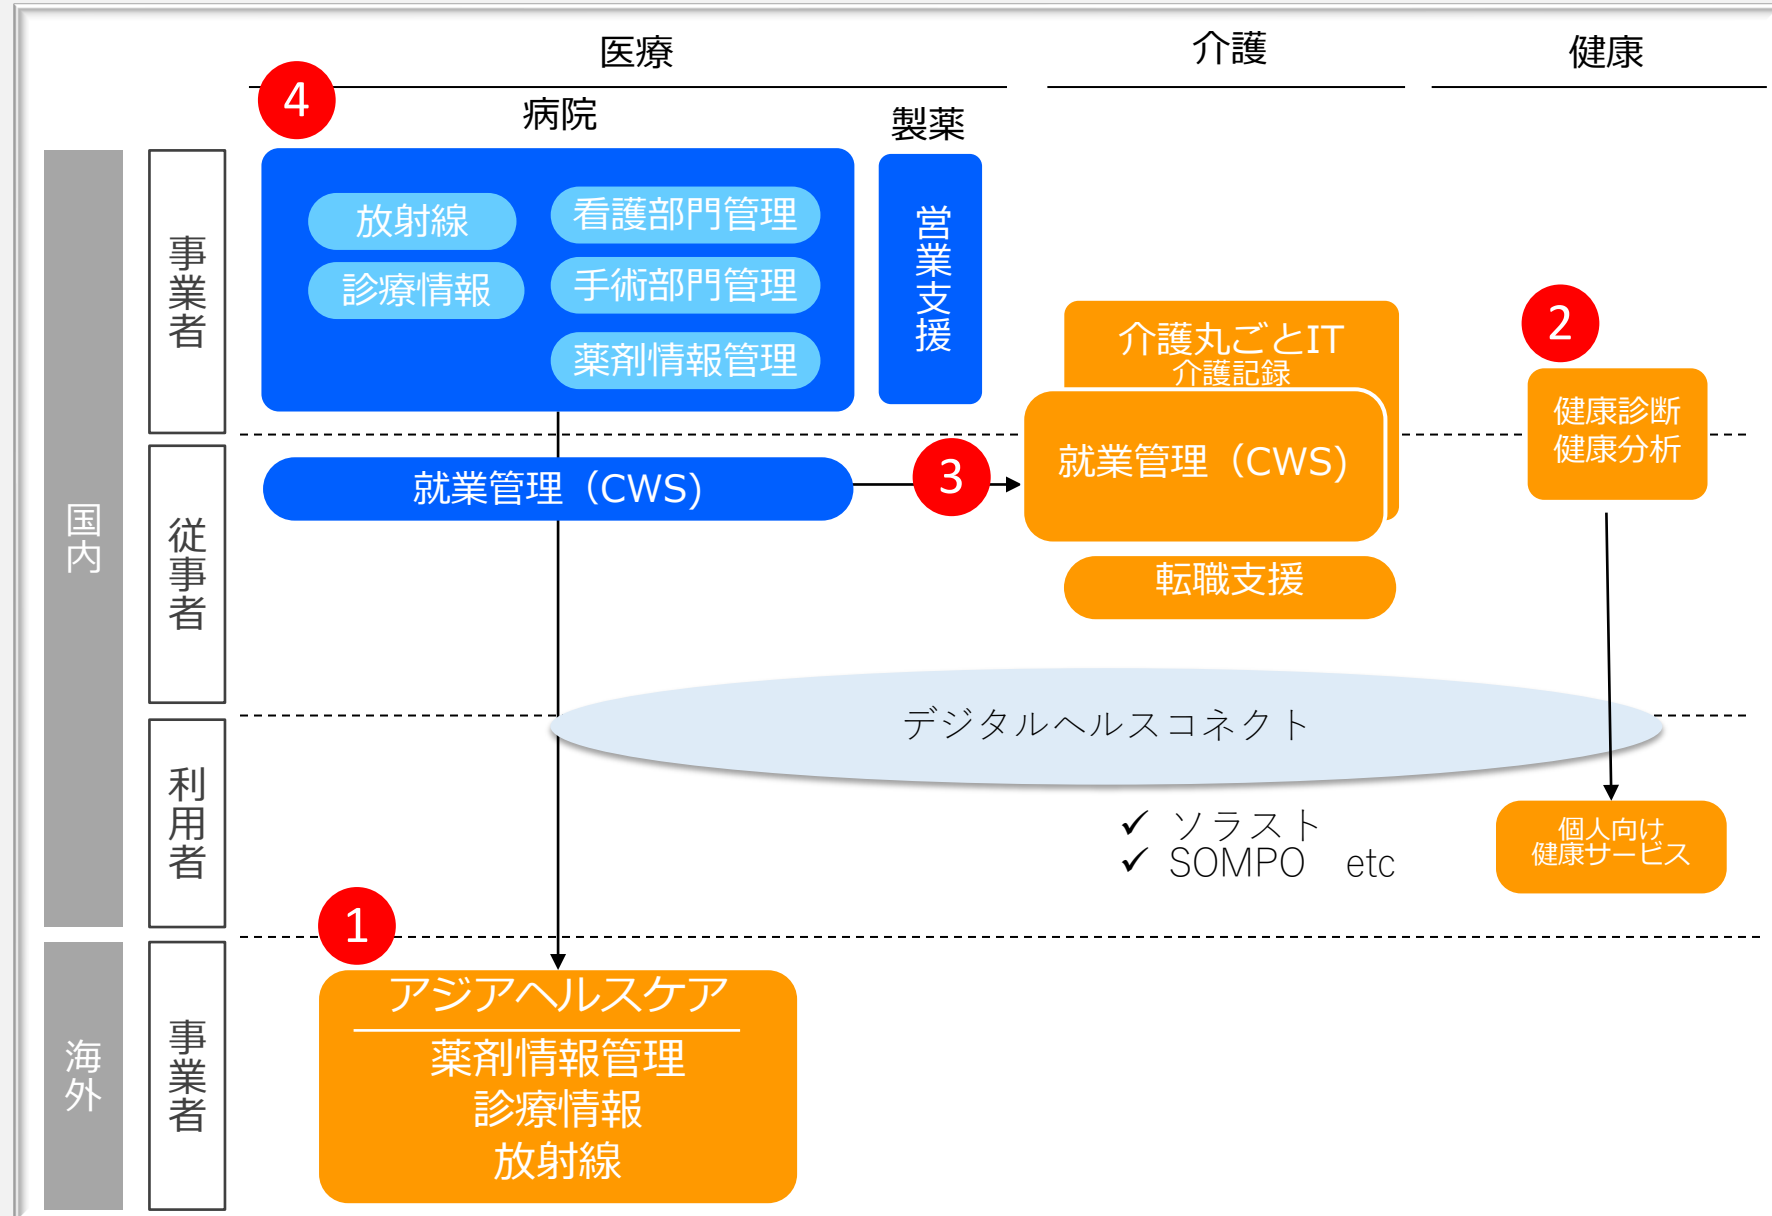 医療
介護
健康
4
病院
製薬
国内
事業者
放射線
看護部門管理
診療情報
手術部門管理
薬剤情報管理
営業支援
介護丸ごとIT
介護記録
2
健康診断
健康分析
従事者
就業管理（CWS)
3
就業管理（CWS)
転職支援
デジタルヘルスコネクト
利用者
✓ ソラスト
✓ SOMPO　etc
個人向け
健康サービス
1
海外
事業者
アジアヘルスケア
薬剤情報管理
診療情報
放射線